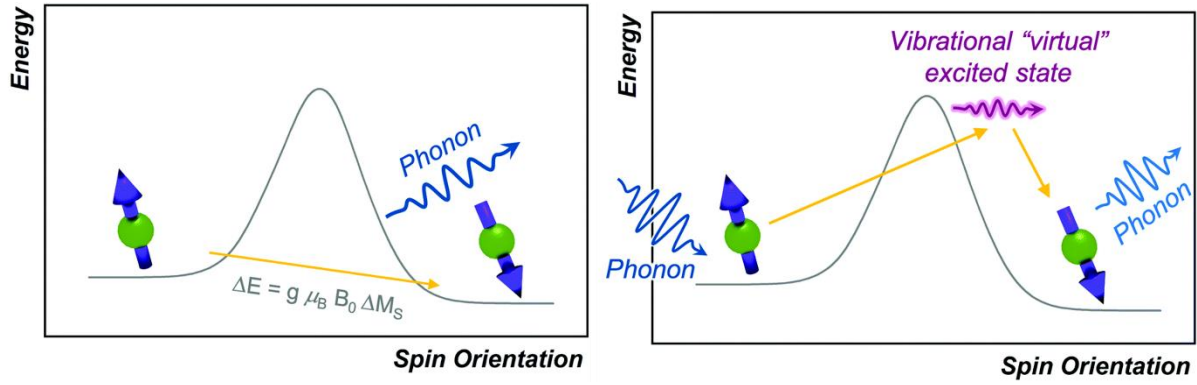 Energy
Phonon
ΔE = g μB B0 ΔMS
Spin Orientation
Energy
Vibrational “virtual”
excited state
Phonon
Phonon
Spin Orientation